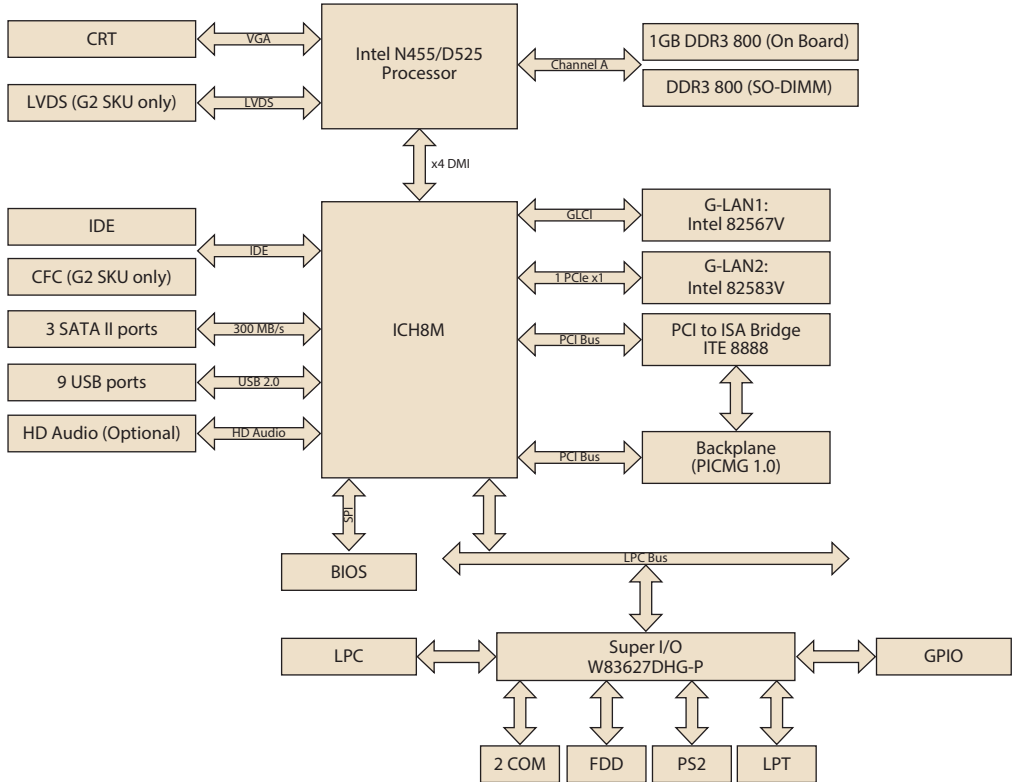 CRT
VGA
Intel N455/D525
Processor
Channel A
1GB DDR3 800 (On Board)
DDR3 800 (SO-DIMM)
LVDS (G2 SKU only)
LVDS
x4 DMI
IDE
CFC (G2 SKU only)
IDE
3 SATA II ports
300 MB/s
9 USB ports
USB 2.0
HD Audio (Optional)
HD Audio
ICH8M
GLCI
G-LAN1:
Intel 82567V
1 PCIe x1
G-LAN2:
Intel 82583V
PCI Bus
PCI to ISA Bridge
ITE 8888
PCI Bus
Backplane
(PICMG 1.0)
SPI
BIOS
LPC Bus
LPC
Super I/O
W83627DHG-P
GPIO
2 COM
FDD
PS2
LPT